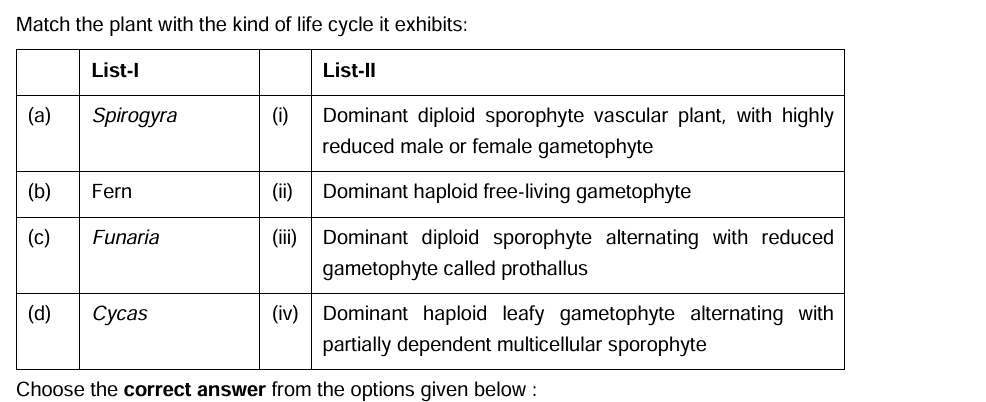 Match the plant with the kind of life cycle it exhibits:
List-I List-II
(a) Spirogyra (i) Dominant diploid sporophyte vascular plant, with highly
reduced male or female gametophyte
(b) Fern (ii) Dominant haploid free-living gametophyte
(c) Funaria (iii) Dominant diploid sporophyte alternating with reduced
gametophyte called prothallus
(d) Cycas (iv) Dominant haploid leafy gametophyte alternating with
partially dependent multicellular sporophyte
Choose the correct answer from the options given below :